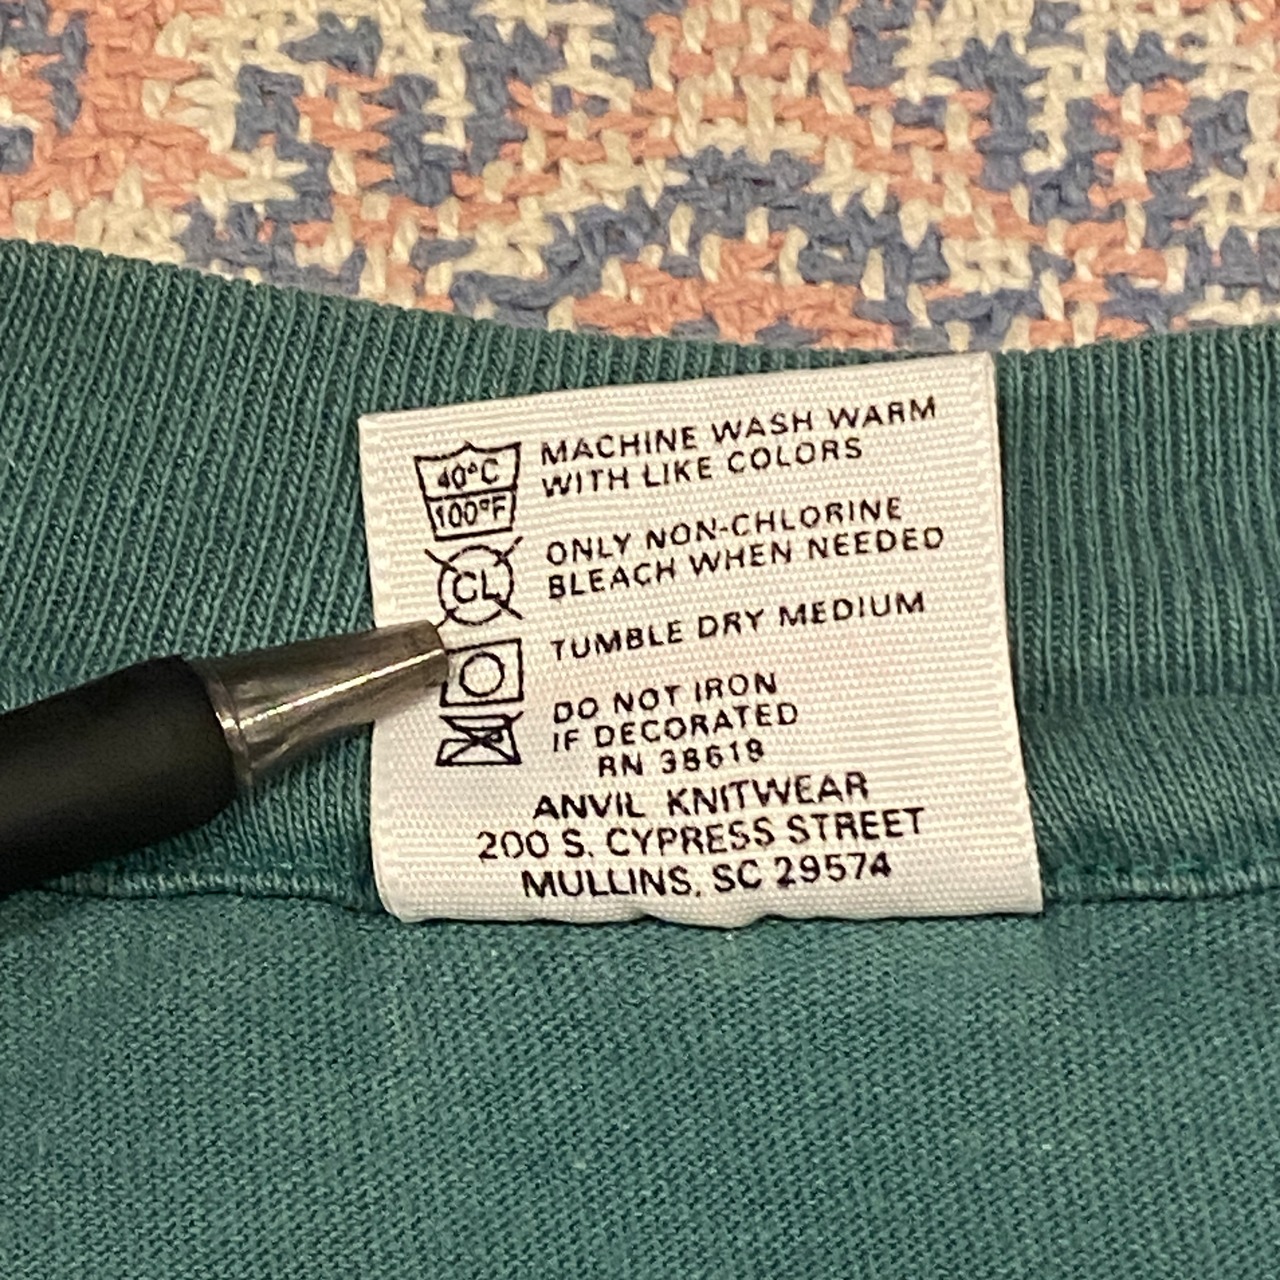 40°C
100°F
MACHINE WASH WARM
WITH LIKE COLORS
CL
ONLY NON-CHLORINE
BLEACH WHEN NEEDED
TUMBLE DRY MEDIUM
DO NOT IRON
IF DECORATED
RN 38619
ANVIL KNITWEAR
200 S. CYPRESS STREET
MULLINS, SC 29574